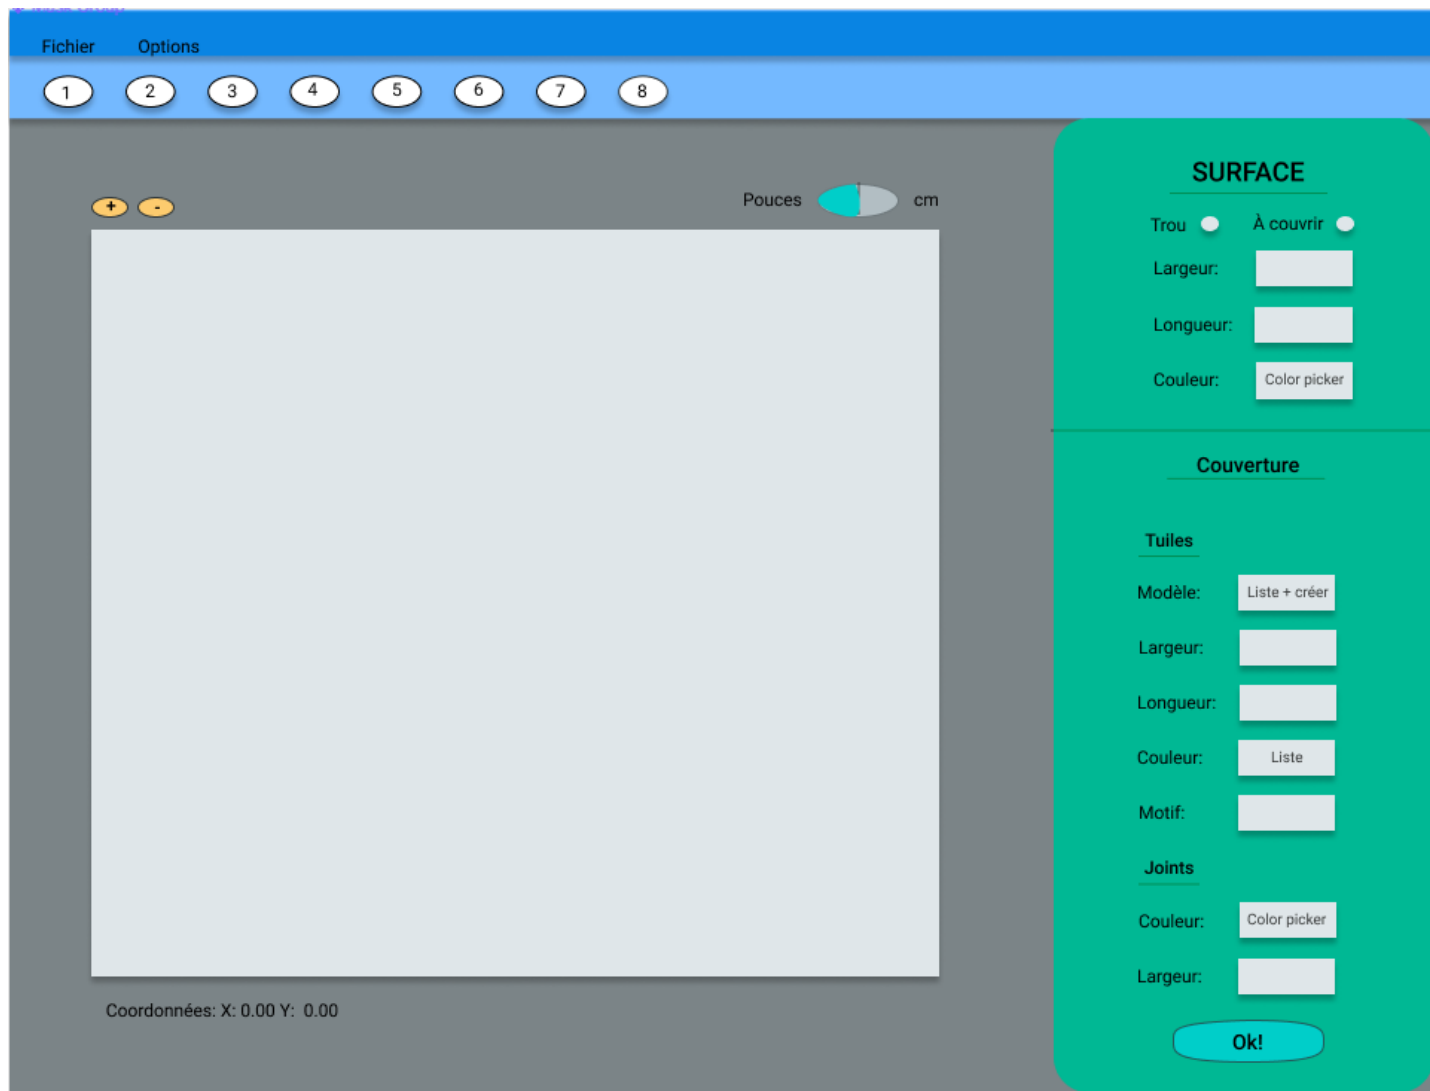 Fichier Options
1 2 3 4 5 6 7 8
+ -
Pouces cm
Coordonnées: X: 0.00 Y: 0.00
SURFACE
Trou À couvrir
Largeur:
Longueur:
Couleur: Color picker
Couverture
Tuiles
Modèle: Liste + créer
Largeur:
Longueur:
Couleur: Liste
Motif:
Joints
Couleur: Color picker
Largeur:
Ok!